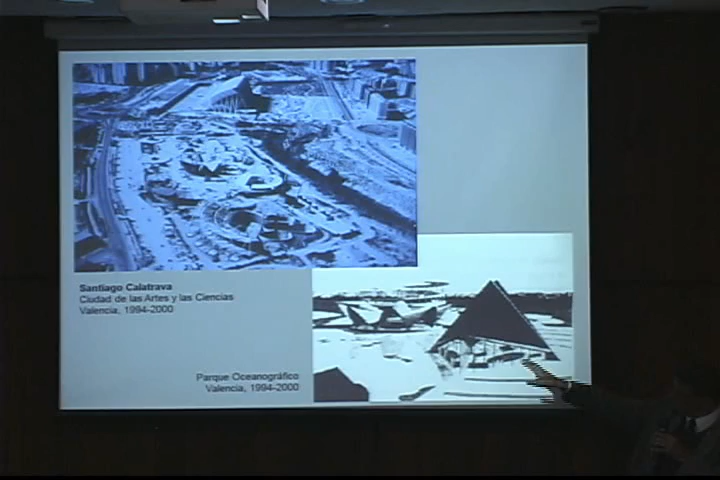 Santiago Calatrava
Ciudad de las Artes y las Ciencias
Valencia, 1994-2000
Parque Oceanográfico
Valencia, 1994-2000